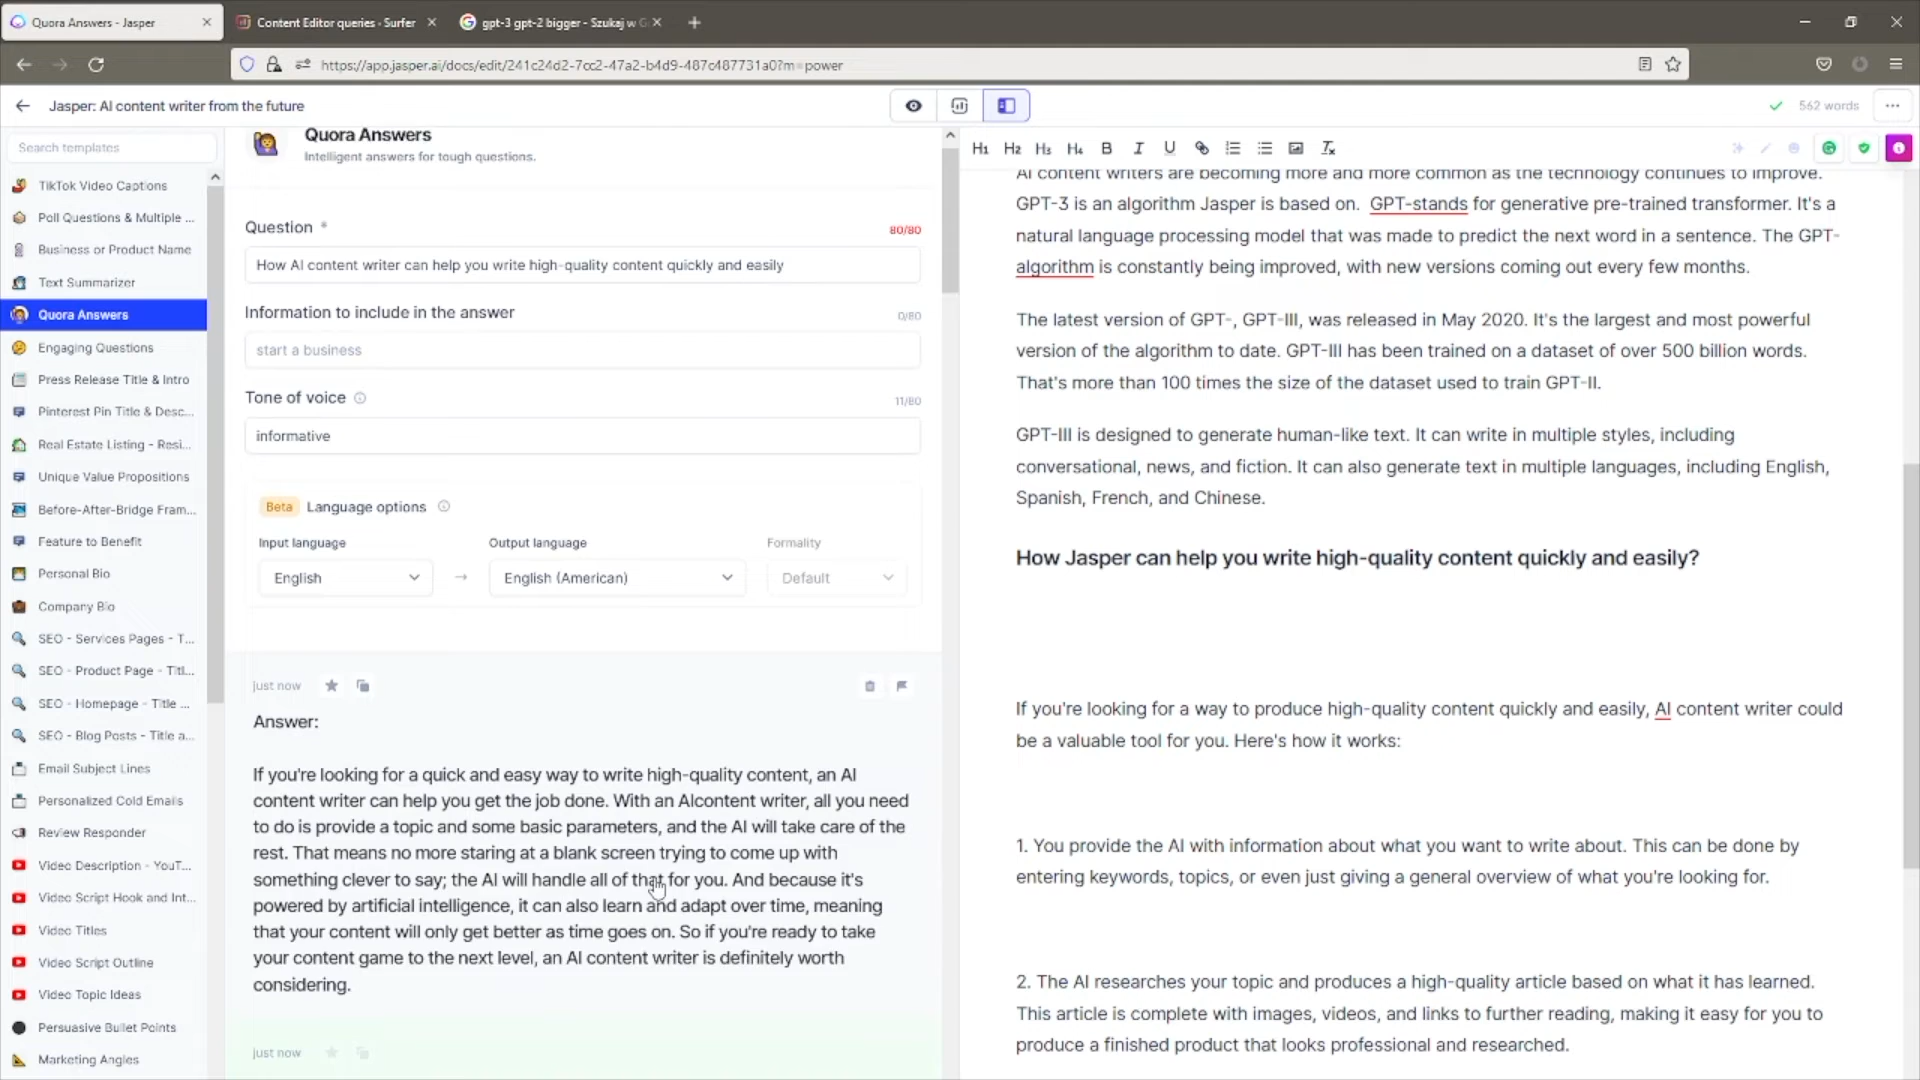 Quora Answers - Jasper
Content Editor queries · Surfer
gpt-3 gpt-2 bigger - Szukaj w G
https://app.jasper.ai/docs/edit/241c24d2-7cc2-47a2-b4d9-487c487731a0?m=power
Jasper: AI content writer from the future
562 words
Search templates
TikTok Video Captions
Poll Questions & Multiple ...
Business or Product Name
Text Summarizer
Quora Answers
Engaging Questions
Press Release Title & Intro
Pinterest Pin Title & Desc...
Real Estate Listing - Resi...
Unique Value Propositions
Before-After-Bridge Fram...
Feature to Benefit
Personal Bio
Company Bio
SEO - Services Pages - T...
SEO - Product Page - Titl...
SEO - Homepage - Title ...
SEO - Blog Posts - Title a...
Email Subject Lines
Personalized Cold Emails
Review Responder
Video Description - YouT...
Video Script Hook and Int...
Video Titles
Video Script Outline
Video Topic Ideas
Persuasive Bullet Points
Marketing Angles
Quora Answers
Intelligent answers for tough questions.
Question *
80/80
How AI content writer can help you write high-quality content quickly and easily
Information to include in the answer
0/80
start a business
Tone of voice
11/80
informative
Beta Language options
Input language
Output language
Formality
English
English (American)
Default
just now
Answer:
If you're looking for a quick and easy way to write high-quality content, an AI
content writer can help you get the job done. With an AIcontent writer, all you need
to do is provide a topic and some basic parameters, and the AI will take care of the
rest. That means no more staring at a blank screen trying to come up with
something clever to say; the AI will handle all of that for you. And because it's
powered by artificial intelligence, it can also learn and adapt over time, meaning
that your content will only get better as time goes on. So if you're ready to take
your content game to the next level, an AI content writer is definitely worth
considering.
just now
H1 H2 H3 H4 B I U
AI content writers are becoming more and more common as the technology continues to improve.
GPT-3 is an algorithm Jasper is based on. GPT-stands for generative pre-trained transformer. It's a
natural language processing model that was made to predict the next word in a sentence. The GPT-
algorithm is constantly being improved, with new versions coming out every few months.
The latest version of GPT-, GPT-III, was released in May 2020. It's the largest and most powerful
version of the algorithm to date. GPT-III has been trained on a dataset of over 500 billion words.
That's more than 100 times the size of the dataset used to train GPT-II.
GPT-III is designed to generate human-like text. It can write in multiple styles, including
conversational, news, and fiction. It can also generate text in multiple languages, including English,
Spanish, French, and Chinese.
How Jasper can help you write high-quality content quickly and easily?
If you're looking for a way to produce high-quality content quickly and easily, AI content writer could
be a valuable tool for you. Here's how it works:
1. You provide the AI with information about what you want to write about. This can be done by
entering keywords, topics, or even just giving a general overview of what you're looking for.
2. The AI researches your topic and produces a high-quality article based on what it has learned.
This article is complete with images, videos, and links to further reading, making it easy for you to
produce a finished product that looks professional and researched.